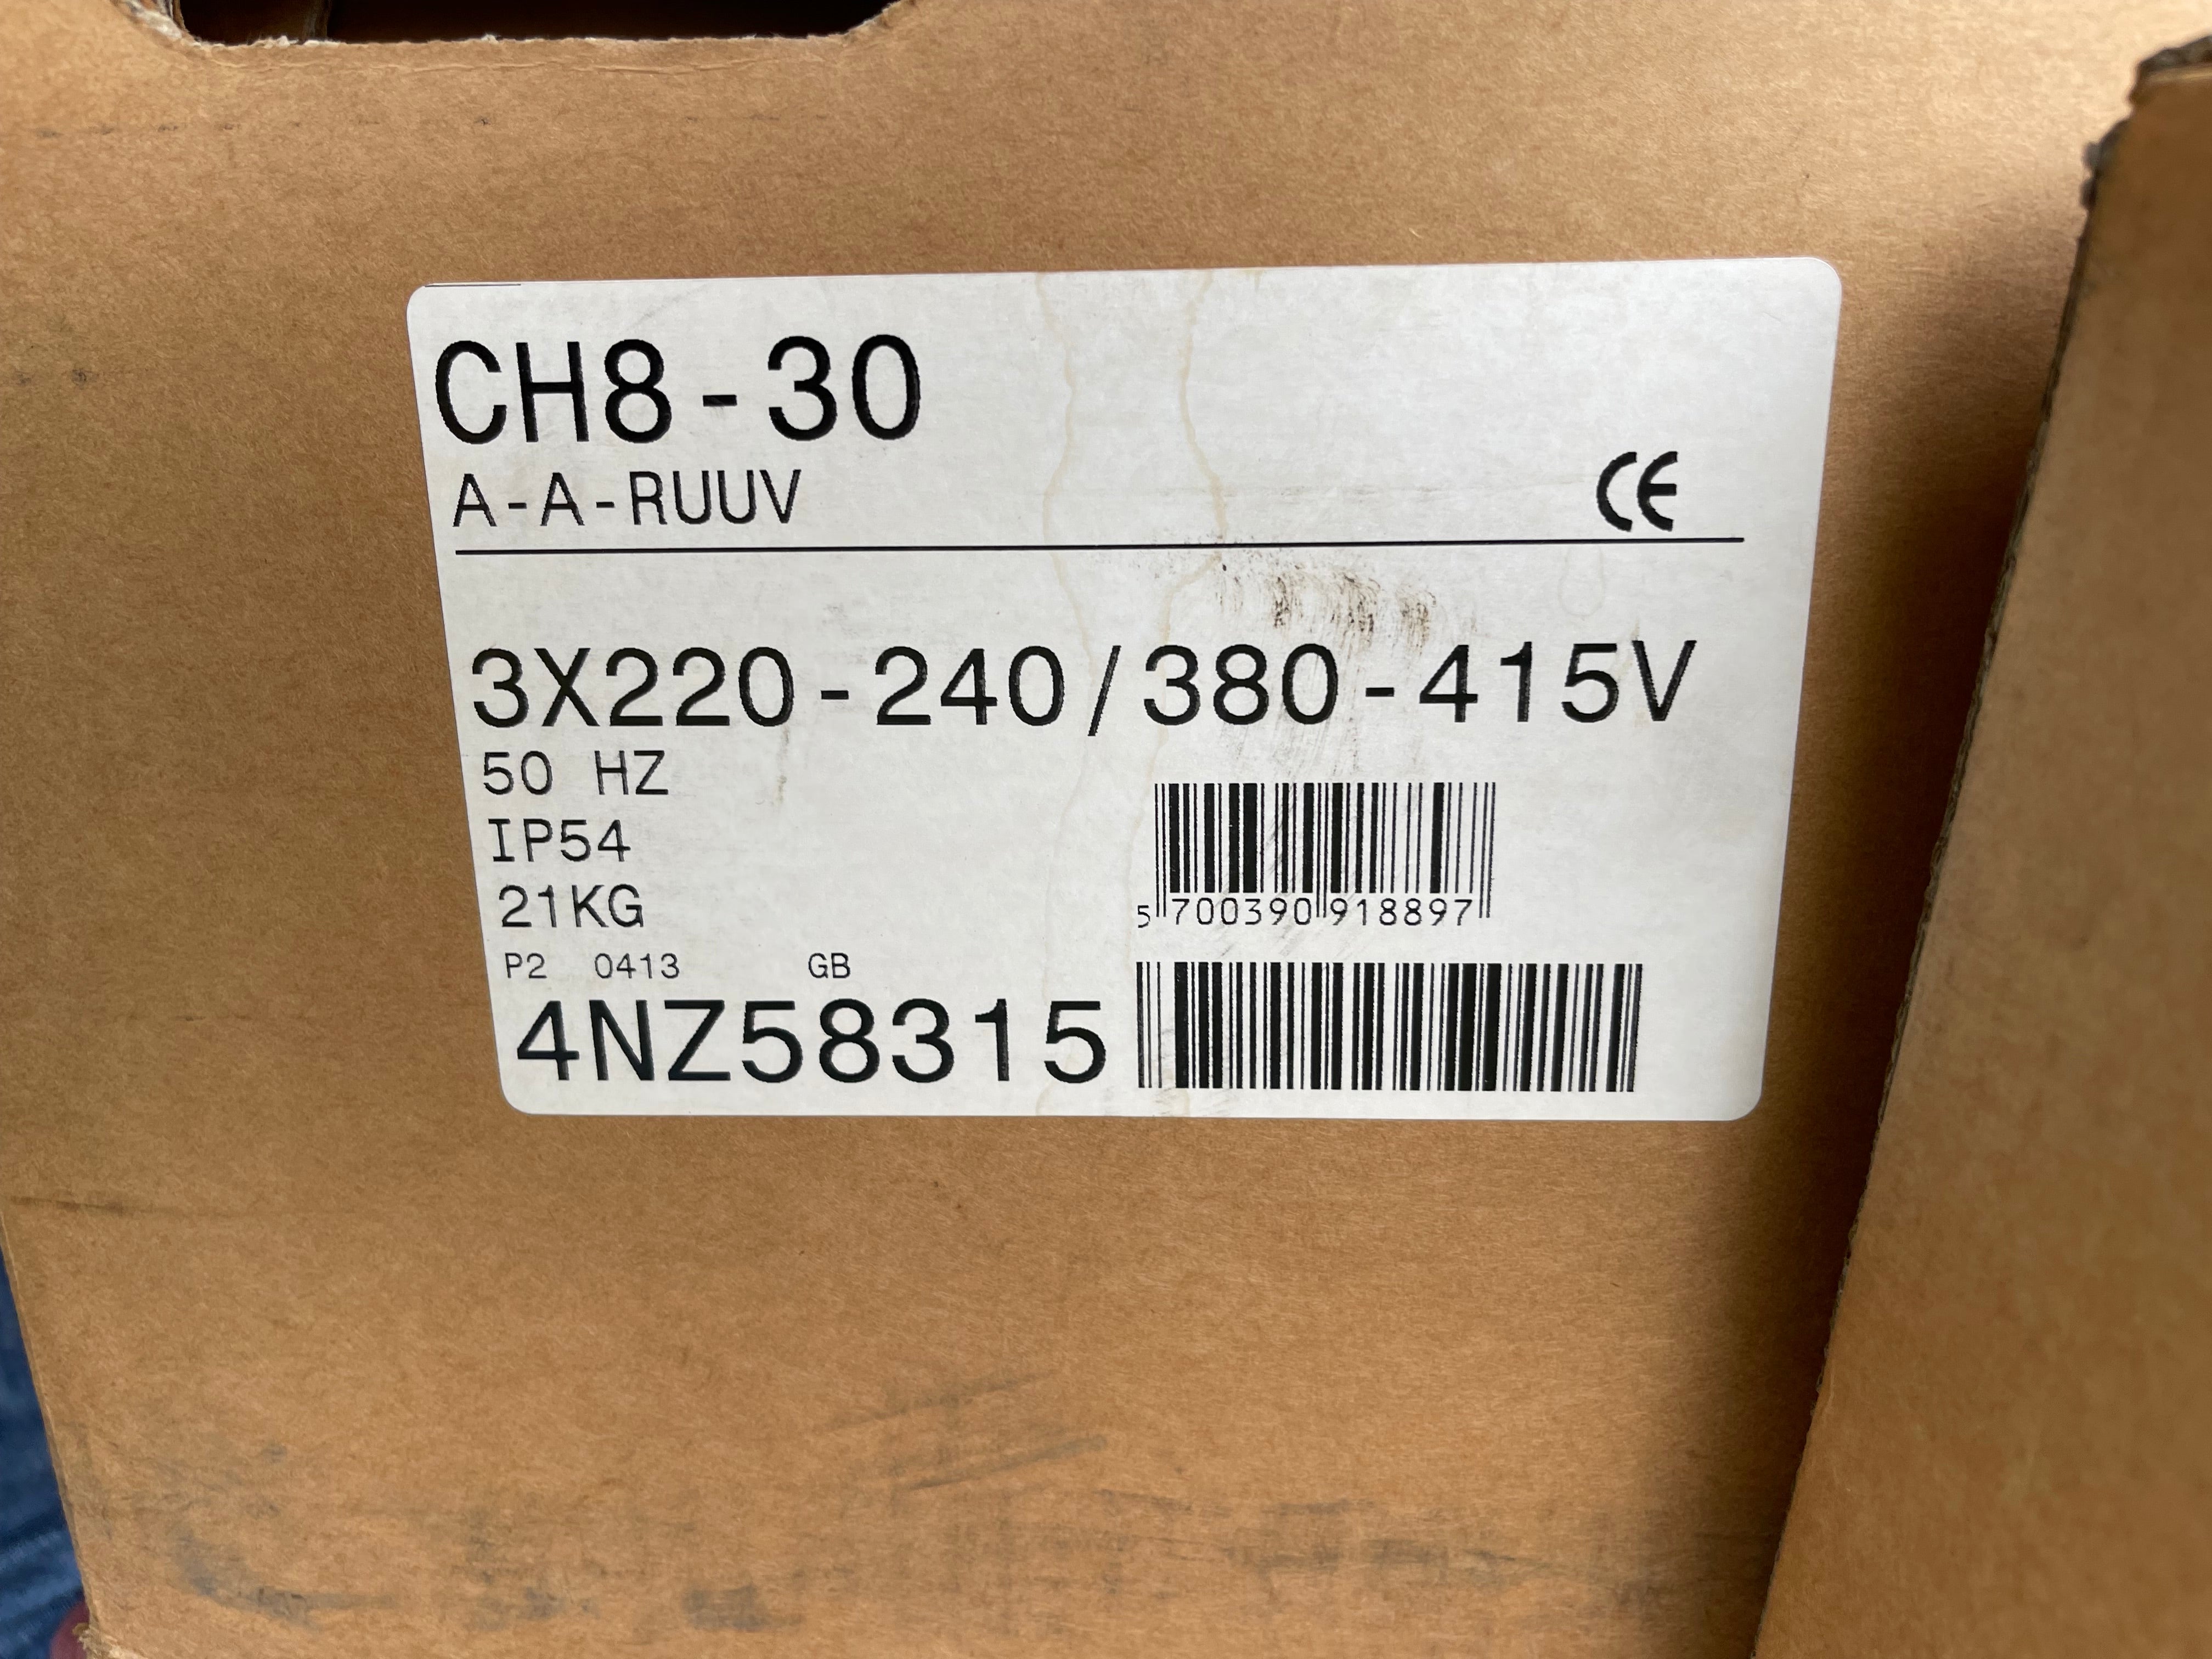 CH8-30
A-A-RUUV
CE
3X220-240/380-415V
50 HZ
IP54
21KG
5 700390 918897
P2 0413 GB
4NZ58315